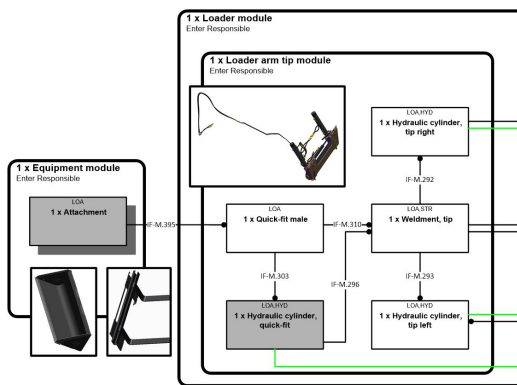 1 x Loader module
Enter Responsible
1 x Loader arm tip module
Enter Responsible
LOA,HYD
1 x Hydraulic cylinder,
tip right
IF-M.292
1 x Equipment module
Enter Responsible
LOA
1 x Attachment
IF-M.395
LOA
1 x Quick-fit male
IF-M.310
LOA,STR
1 x Weldment, tip
IF-M.303
IF-M.296
IF-M.293
LOA,HYD
1 x Hydraulic cylinder,
quick-fit
LOA,HYD
1 x Hydraulic cylinder,
tip left